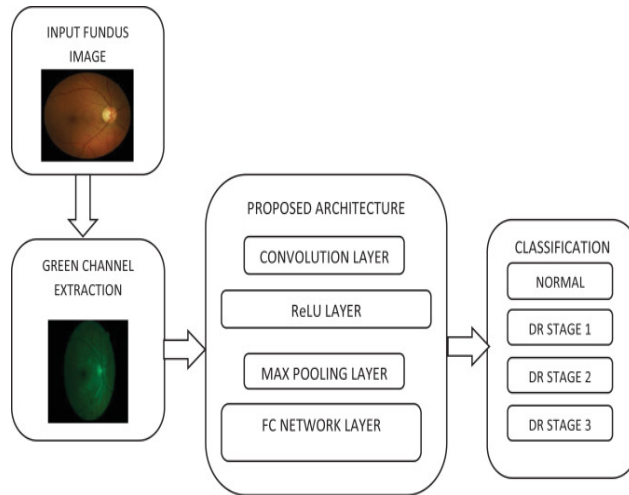 INPUT FUNDUS
IMAGE
GREEN CHANNEL
EXTRACTION
PROPOSED ARCHITECTURE
CONVOLUTION LAYER
ReLU LAYER
MAX POOLING LAYER
FC NETWORK LAYER
CLASSIFICATION
NORMAL
DR STAGE 1
DR STAGE 2
DR STAGE 3